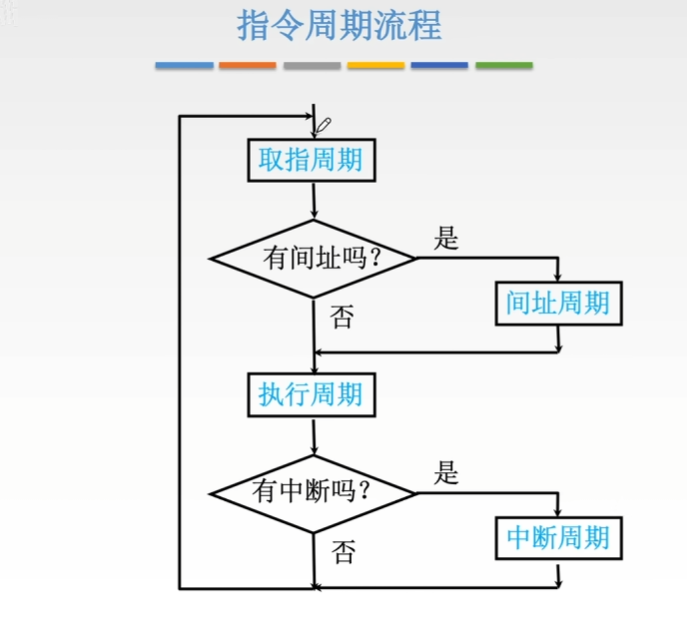 指令周期流程
取指周期
有间址吗?
是
间址周期
否
执行周期
有中断吗?
是
中断周期
否